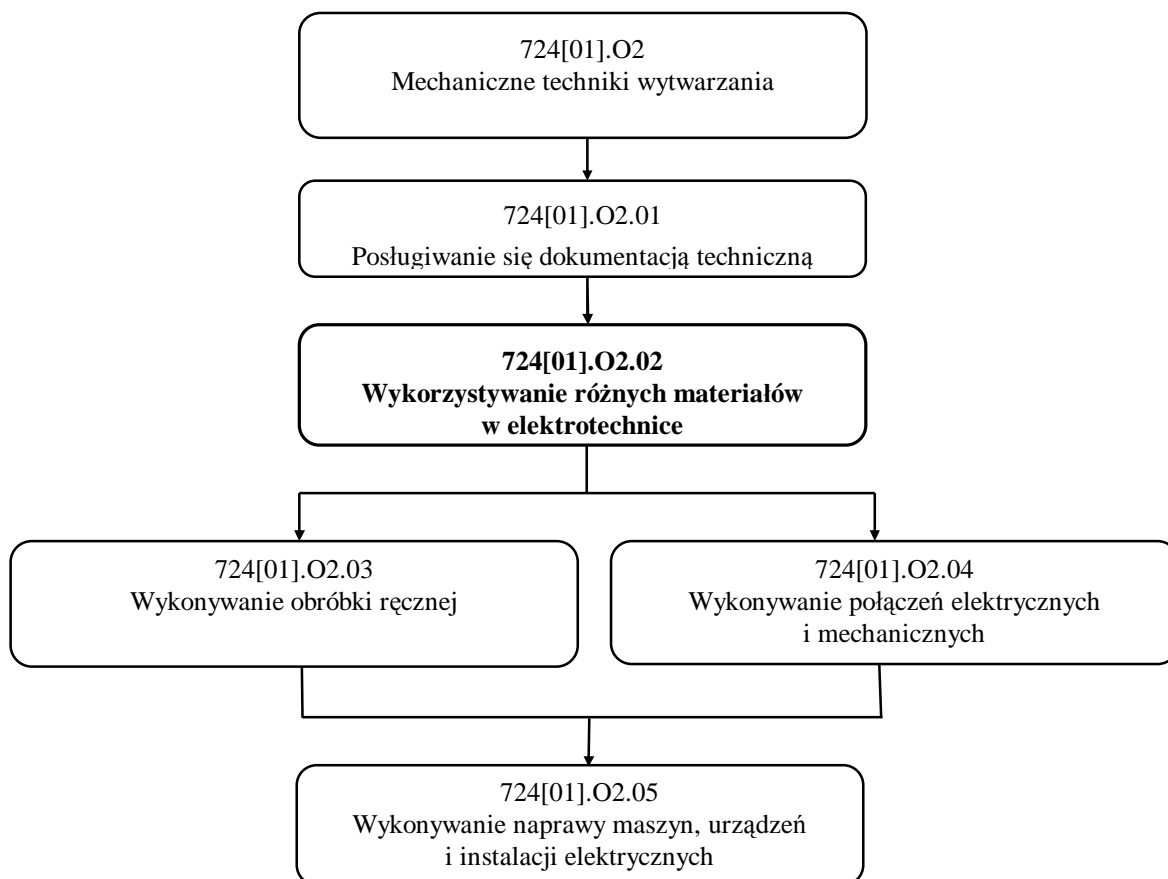 724[01].O2
Mechaniczne techniki wytwarzania
724[01].O2.01
Posługiwanie się dokumentacją techniczną
724[01].O2.02
Wykorzystywanie różnych materiałów
w elektrotechnice
724[01].O2.03
Wykonywanie obróbki ręcznej
724[01].O2.04
Wykonywanie połączeń elektrycznych
i mechanicznych
724[01].O2.05
Wykonywanie naprawy maszyn, urządzeń
i instalacji elektrycznych